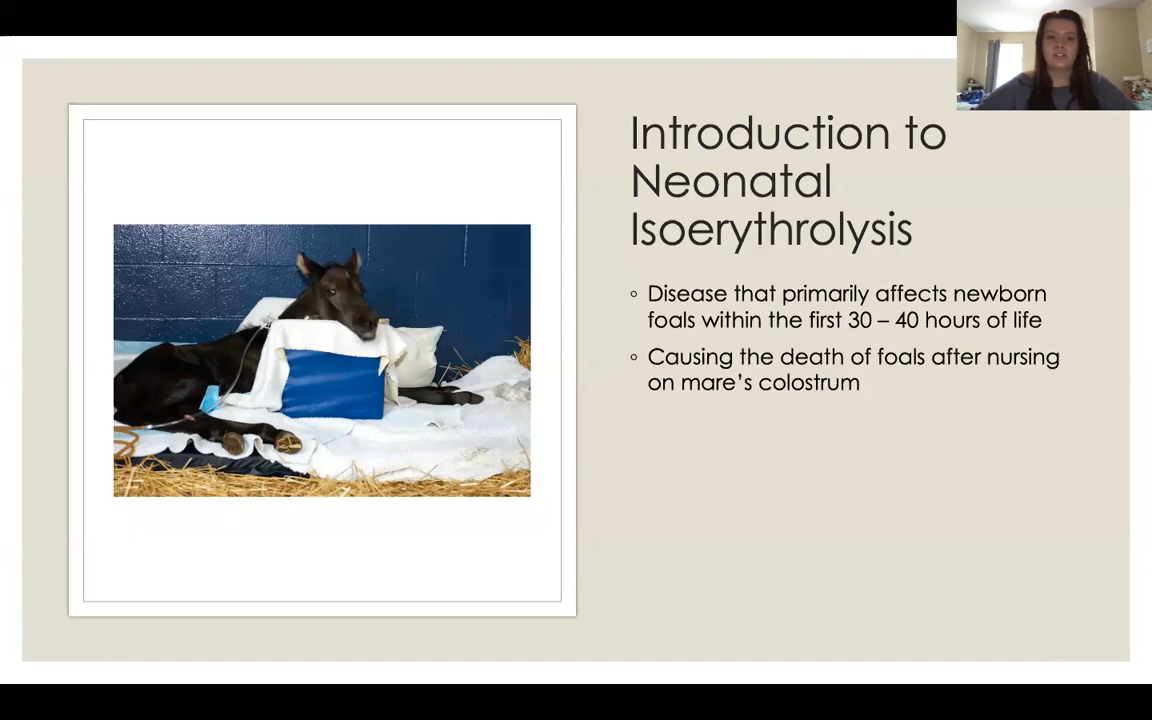 Introduction to
Neonatal
Isoerythrolysis
◦ Disease that primarily affects newborn
foals within the first 30 – 40 hours of life
◦ Causing the death of foals after nursing
on mare’s colostrum